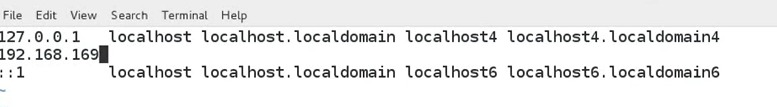 File Edit View Search Terminal Help
127.0.0.1 localhost localhost.localdomain localhost4 localhost4.localdomain4
192.168.169
::1 localhost localhost.localdomain localhost6 localhost6.localdomain6
~